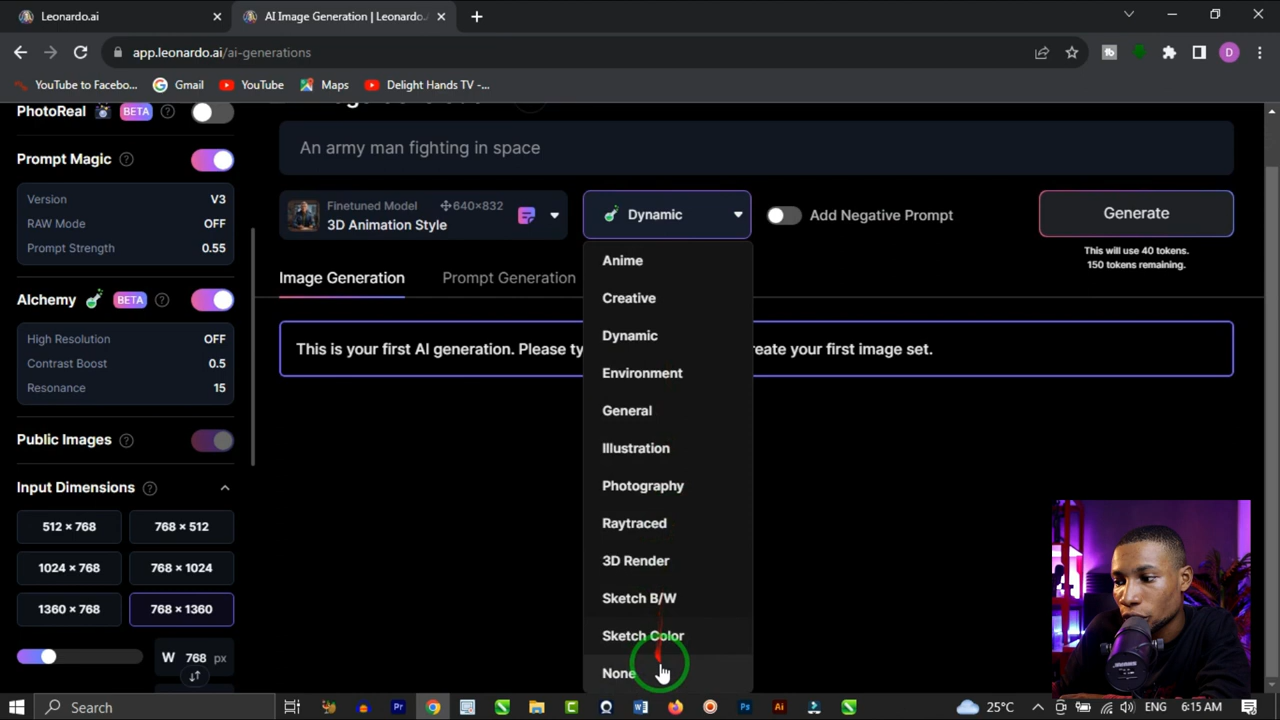 Leonardo.ai
AI Image Generation | Leonardo.
app.leonardo.ai/ai-generations
D
YouTube to Facebo...
Gmail
YouTube
Maps
Delight Hands TV -...
PhotoReal
BETA
Prompt Magic
Version V3
RAW Mode OFF
Prompt Strength 0.55
Alchemy
BETA
High Resolution OFF
Contrast Boost 0.5
Resonance 15
Public Images
Input Dimensions
512 × 768
768 × 512
1024 × 768
768 × 1024
1360 × 768
768 × 1360
W 768 px
An army man fighting in space
Finetuned Model 640×832
3D Animation Style
Dynamic
Add Negative Prompt
Generate
This will use 40 tokens.
150 tokens remaining.
Image Generation
Prompt Generation
This is your first AI generation. Please ty
eate your first image set.
Anime
Creative
Dynamic
Environment
General
Illustration
Photography
Raytraced
3D Render
Sketch B/W
Sketch Color
None
Search
Pr
Ps
Ai
25°C
ENG
6:15 AM